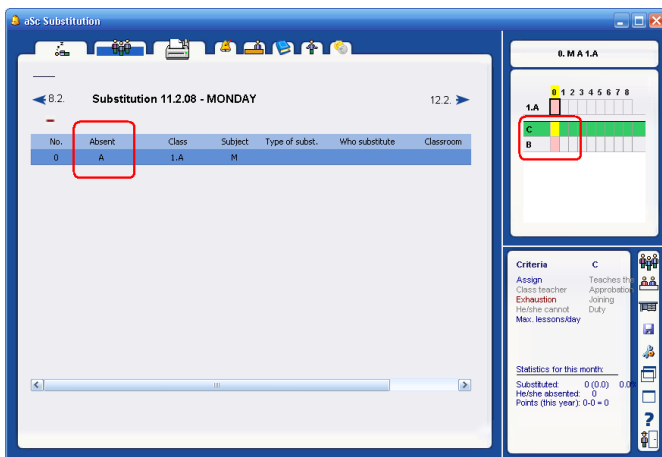 aSc Substitution
8.2.
Substitution 11.2.08 - MONDAY
12.2.
No. Absent Class Subject Type of subst. Who substitute Classroom
0 A 1.A M
0. M A 1.A
0 1 2 3 4 5 6 7 8
1.A
C
B
Criteria C
Assign Teaches the
Class teacher Approbation
Exhaustion Joining
He/she cannot Duty
Max. lessons/day
Statistics for this month:
Substituted: 0 (0.0) 0.0
He/she absented: 0
Points (this year): 0-0 = 0